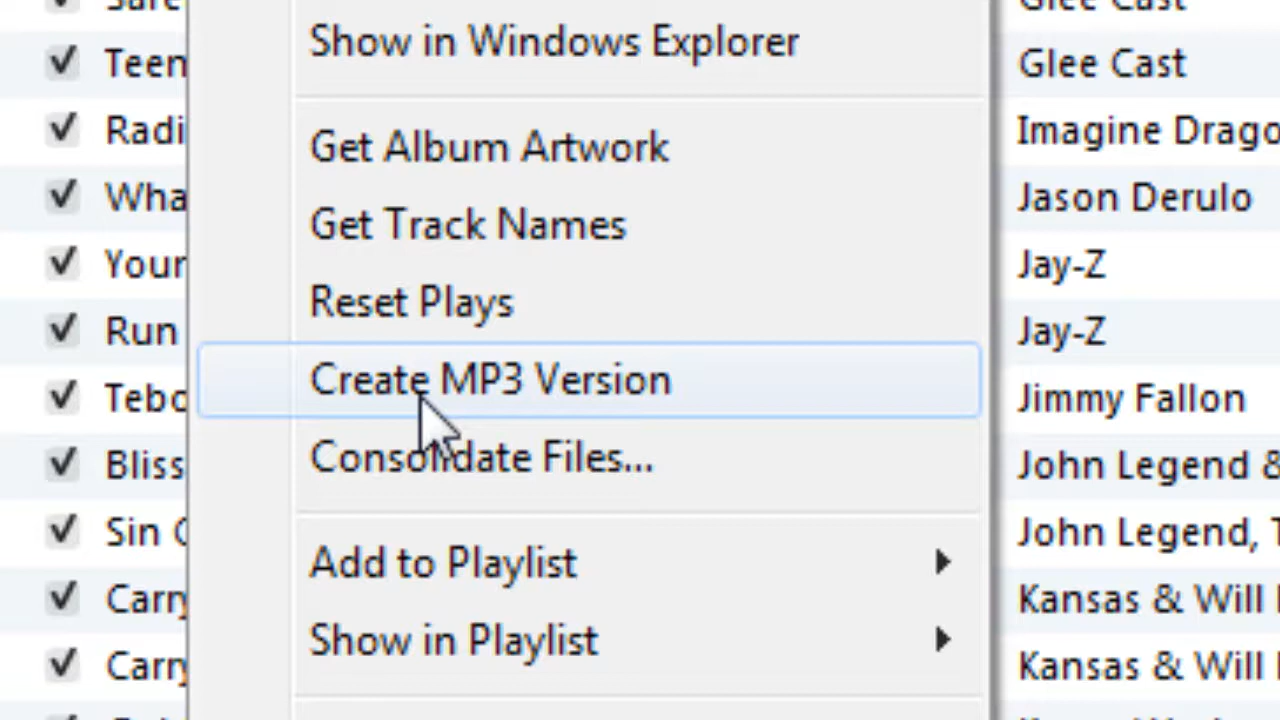 Glee Cast
Show in Windows Explorer
Teen
Glee Cast
Radi
Get Album Artwork
Imagine Drago
Wha
Get Track Names
Jason Derulo
Your
Reset Plays
Jay-Z
Run
Create MP3 Version
Jay-Z
Tebo
Jimmy Fallon
Bliss
Consolidate Files...
John Legend &
Sin
John Legend,
Add to Playlist
Carry
Kansas & Will
Show in Playlist
Carry
Kansas & Will